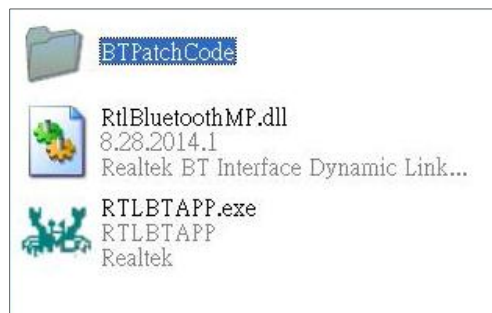 BTPatchCode
RtlBluetoothMP.dll
8.28.2014.1
Realtek BT Interface Dynamic Link...
RTLBTAPP.exe
RTLBTAPP
Realtek